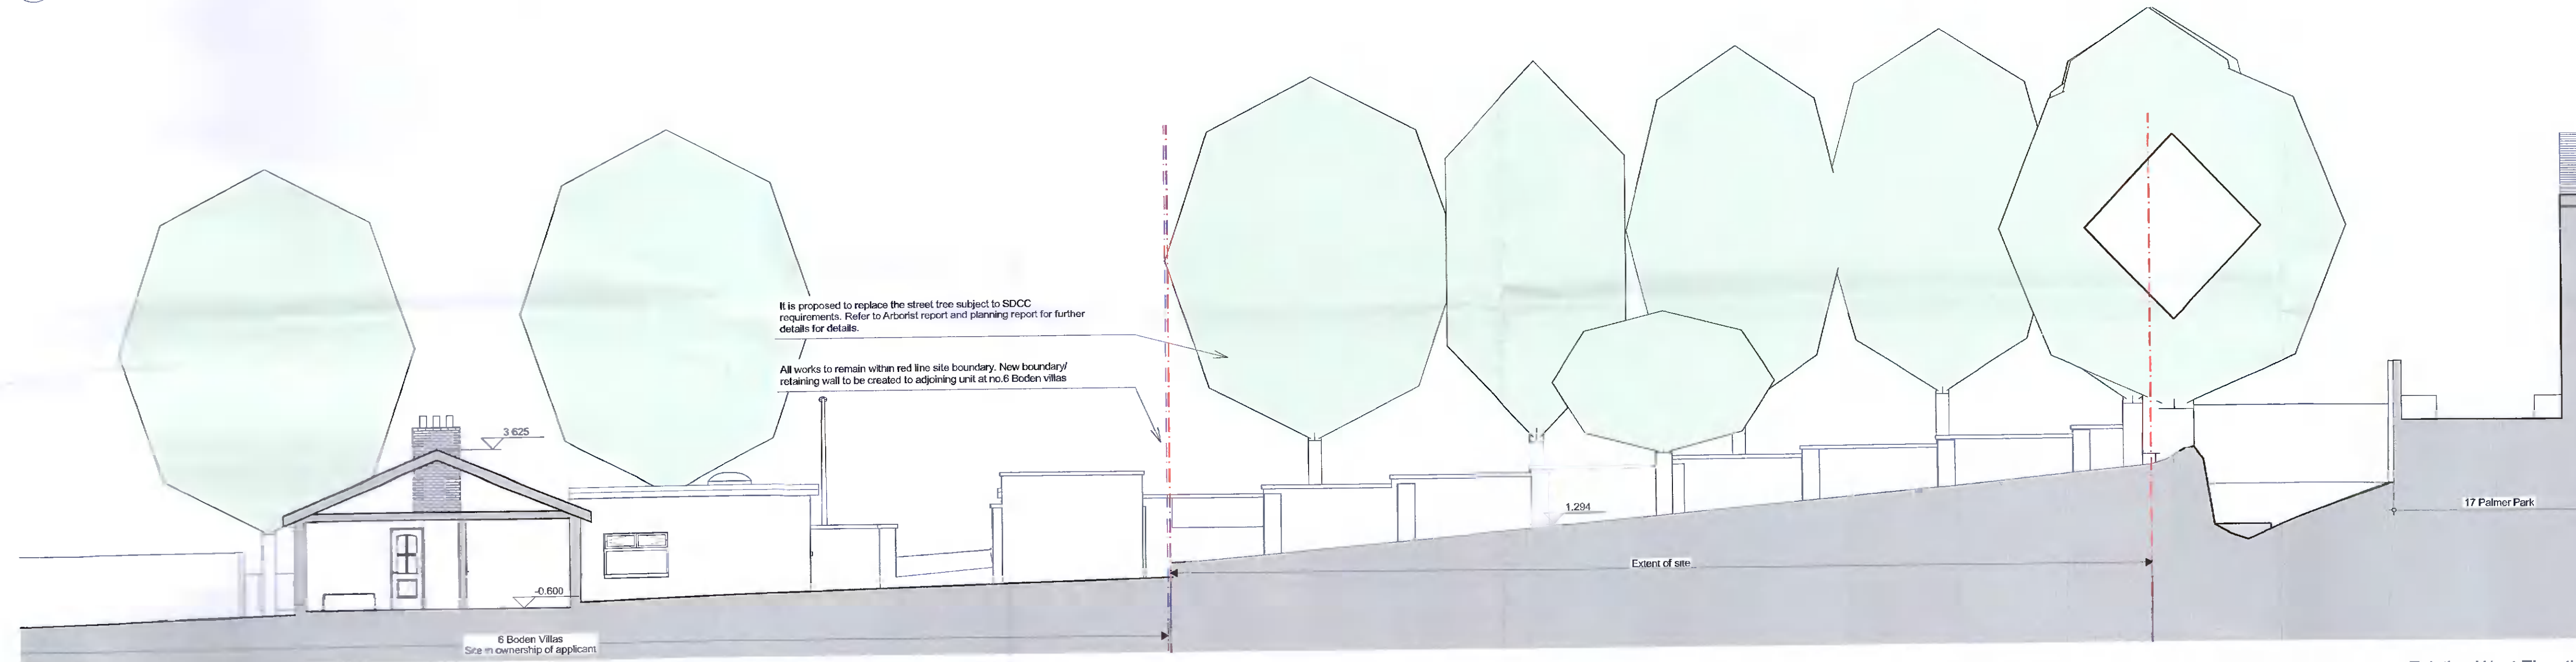 It is proposed to replace the street tree subject to SDCC
requirements. Refer to Arborist report and planning report for further
details for details.
All works to remain within red line site boundary. New boundary/
retaining wall to be created to adjoining unit at no.6 Boden villas
3 625
1.294
17 Palmer Park
Extent of site
-0.600
6 Boden Villas
Site in ownership of applicant